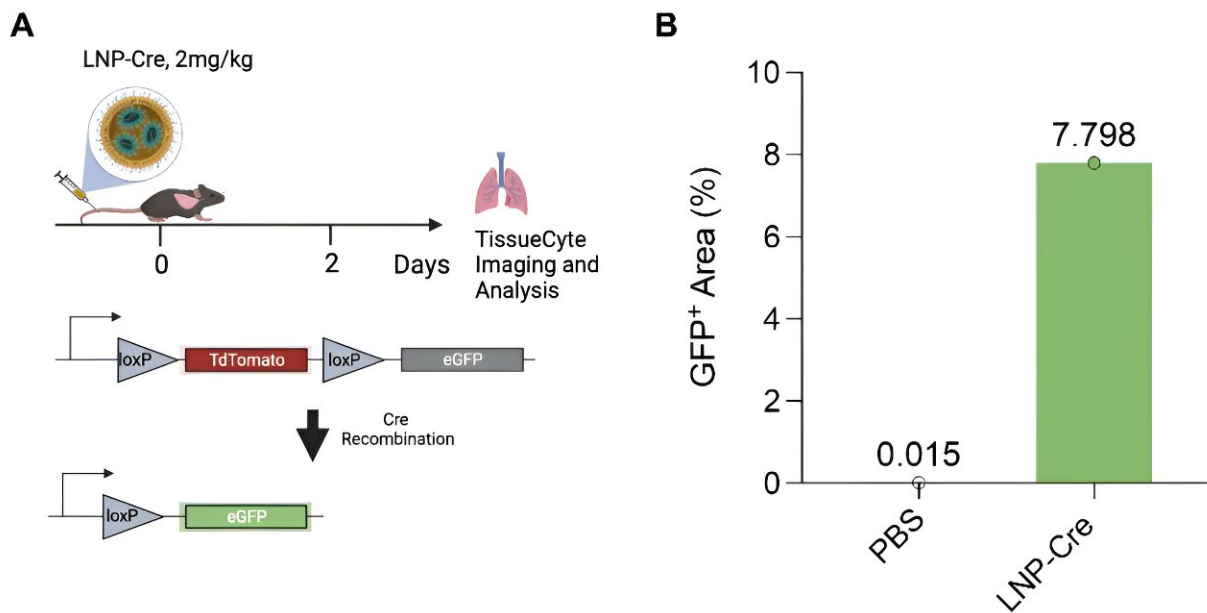 A
LNP-Cre, 2mg/kg
0
2
Days
TissueCyte
Imaging and
Analysis
loxP
TdTomato
loxP
eGFP
Cre
Recombination
loxP
eGFP
B
GFP+ Area (%)
10
8
6
4
2
0
0.015
7.798
PBS
LNP-Cre